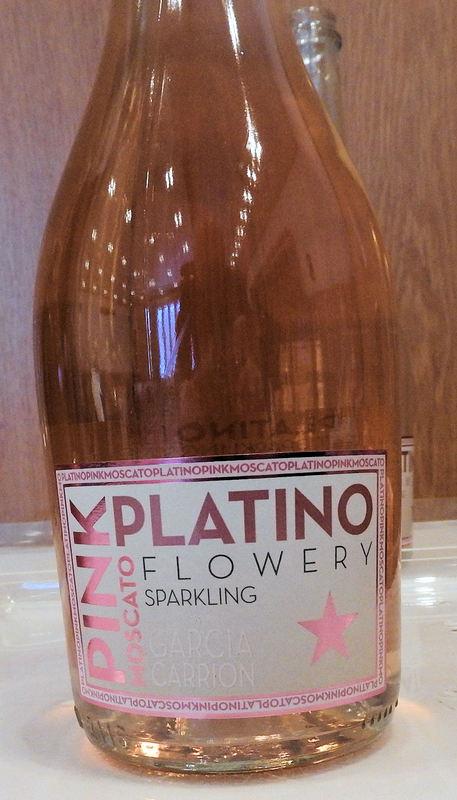 PLATINOPINKMOSCATOPLATINOPINKMOSCATOPLATINOPINKMOSCATO
PINK
MOSCATO
PLATINO
FLOWERY
SPARKLING
GARCIA
CARRION